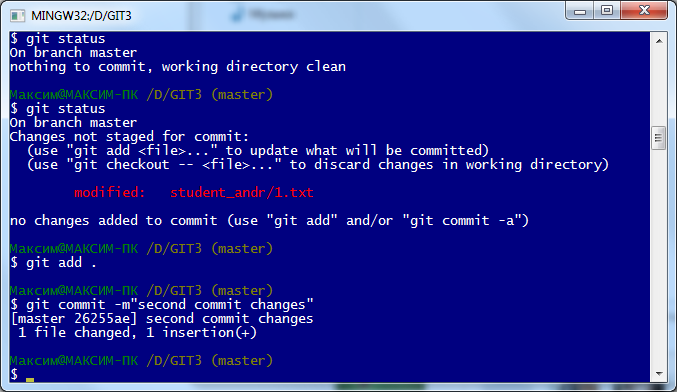 MINGW32:/D/GIT3
$ git status
On branch master
nothing to commit, working directory clean
Максим@МАКСИМ-ПК /D/GIT3 (master)
$ git status
On branch master
Changes not staged for commit:
  (use "git add <file>..." to update what will be committed)
  (use "git checkout -- <file>..." to discard changes in working directory)
        modified:   student_andr/1.txt
no changes added to commit (use "git add" and/or "git commit -a")
Максим@МАКСИМ-ПК /D/GIT3 (master)
$ git add .
Максим@МАКСИМ-ПК /D/GIT3 (master)
$ git commit -m"second commit changes"
[master 26255ae] second commit changes
 1 file changed, 1 insertion(+)
Максим@МАКСИМ-ПК /D/GIT3 (master)
$